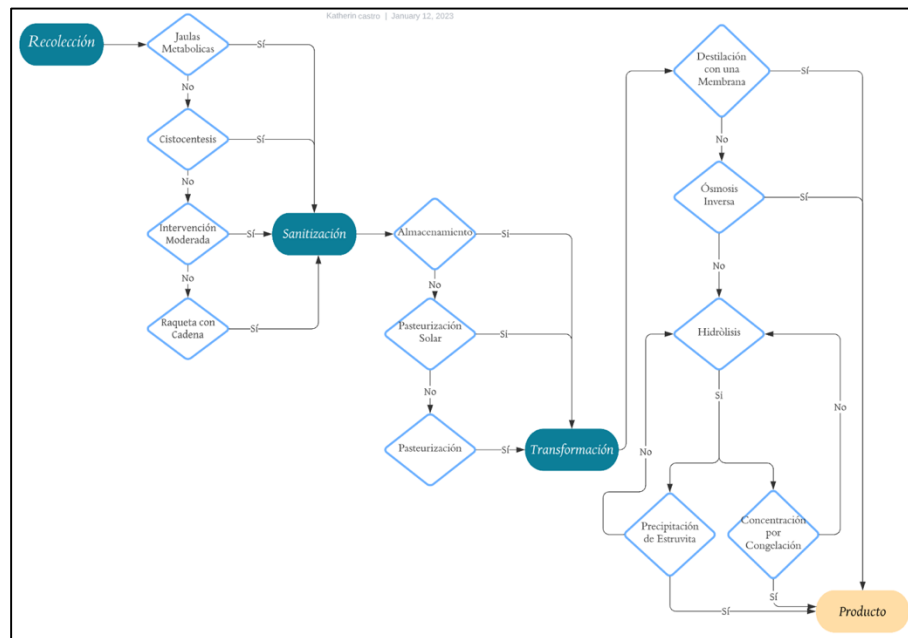 Katherin castro | January 12, 2023
Recolección
Jaulas
Metabolicas
Sí
No
Cistocentesis
Sí
No
Intervención
Moderada
Sí
No
Raqueta con
Cadena
Sí
Sanitización
Almacenamiento
Si
No
Pasteurización
Solar
Sí
No
Pasteurización
Sí
Transformación
Destilación
con una
Membrana
Sí
No
Ósmosis
Inversa
Sí
No
Hidròlisis
Sí
No
No
Precipitación
de Estruvita
Sí
Concentración
por
Congelación
Sí
Producto